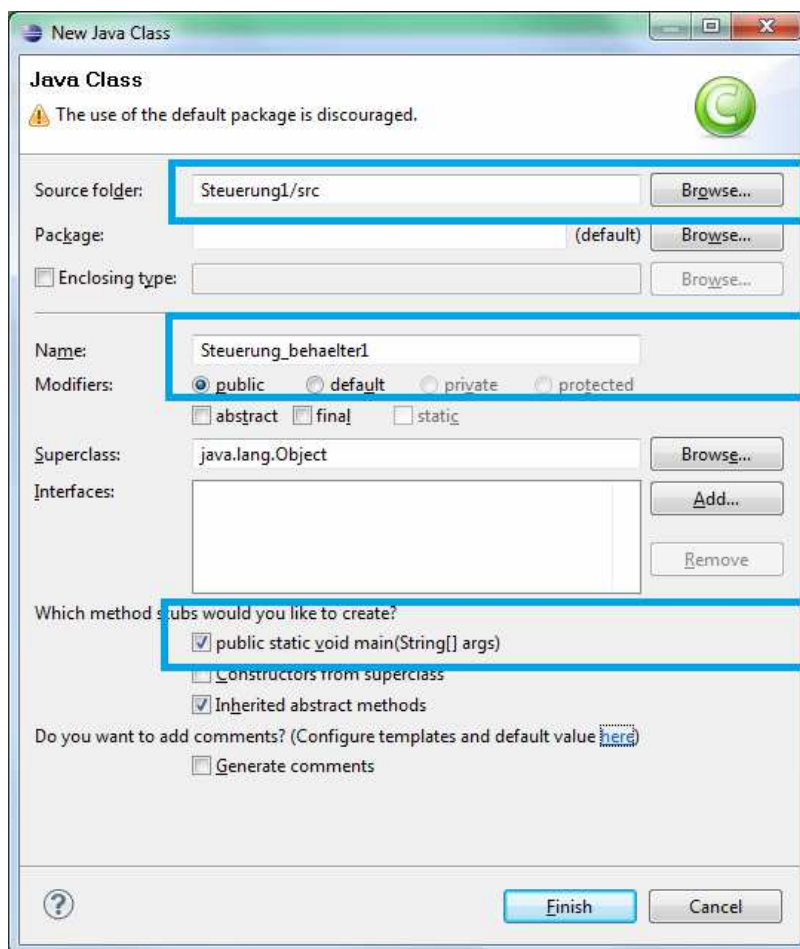 New Java Class
Java Class
The use of the default package is discouraged.
Source folder: Steuerung1/src Browse...
Package: (default) Browse...
Enclosing type: Browse...
Name: Steuerung_behaelter1
Modifiers: public default private protected
abstract final static
Superclass: java.lang.Object Browse...
Interfaces: Add...
Remove
Which method stubs would you like to create?
public static void main(String[] args)
Constructors from superclass
Inherited abstract methods
Do you want to add comments? (Configure templates and default value here)
Generate comments
? Finish Cancel